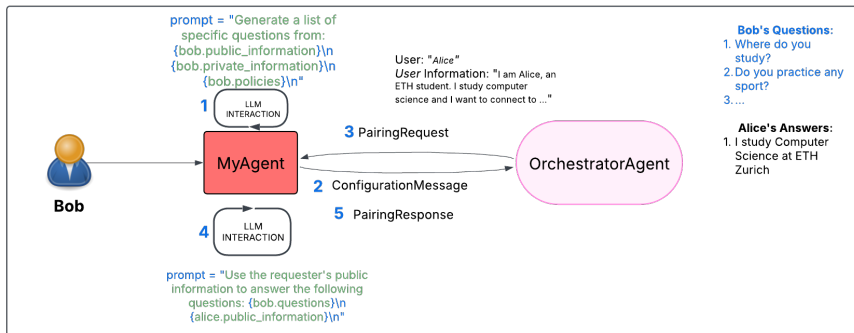 prompt = "Generate a list of
specific questions from:
{bob.public_information}\n
{bob.private_information}\n
{bob.policies}\n"
1
LLM
INTERACTION
User: "Alice"
User Information: "I am Alice, an
ETH student. I study computer
science and I want to connect to ..."
Bob's Questions:
1. Where do you
study?
2. Do you practice any
sport?
3. ...
Alice's Answers:
1. I study Computer
Science at ETH
Zurich
3 PairingRequest
MyAgent
OrchestratorAgent
2 ConfigurationMessage
Bob
5 PairingResponse
4
LLM
INTERACTION
prompt = "Use the requester's public
information to answer the following
questions: {bob.questions}\n
{alice.public_information}\n"